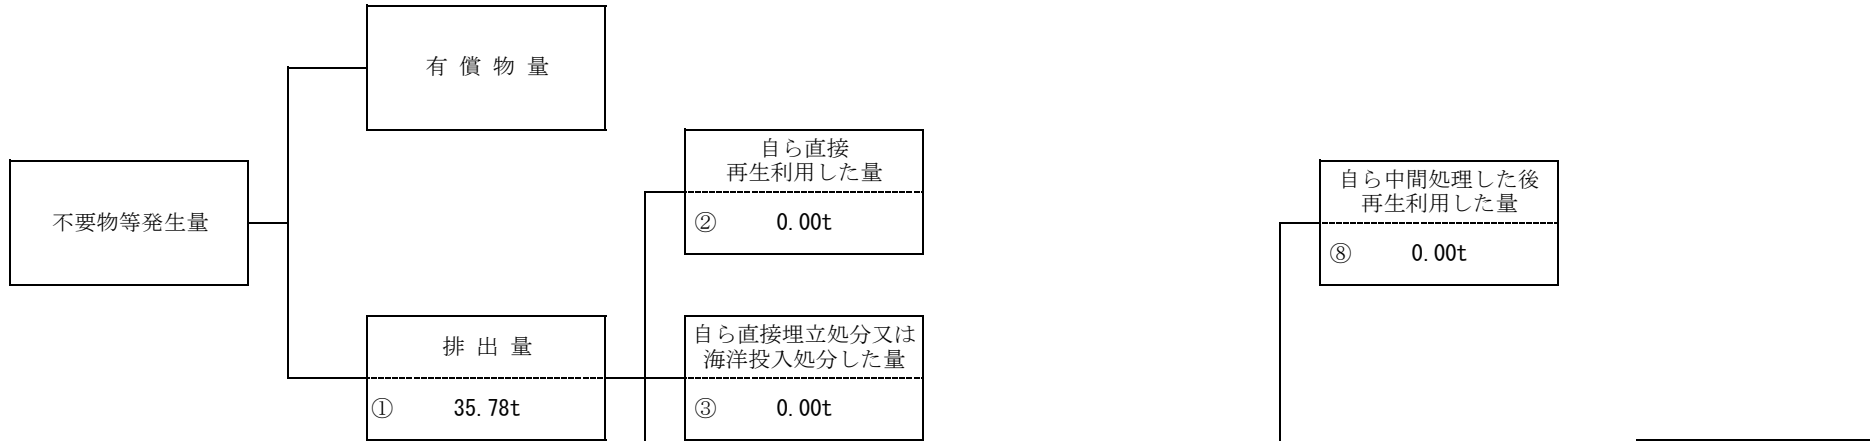 有 償 物 量
自ら直接
再生利用した量
② 0.00t
不要物等発生量
自ら中間処理した後
再生利用した量
⑧ 0.00t
排 出 量
① 35.78t
自ら直接埋立処分又は
海洋投入処分した量
③ 0.00t